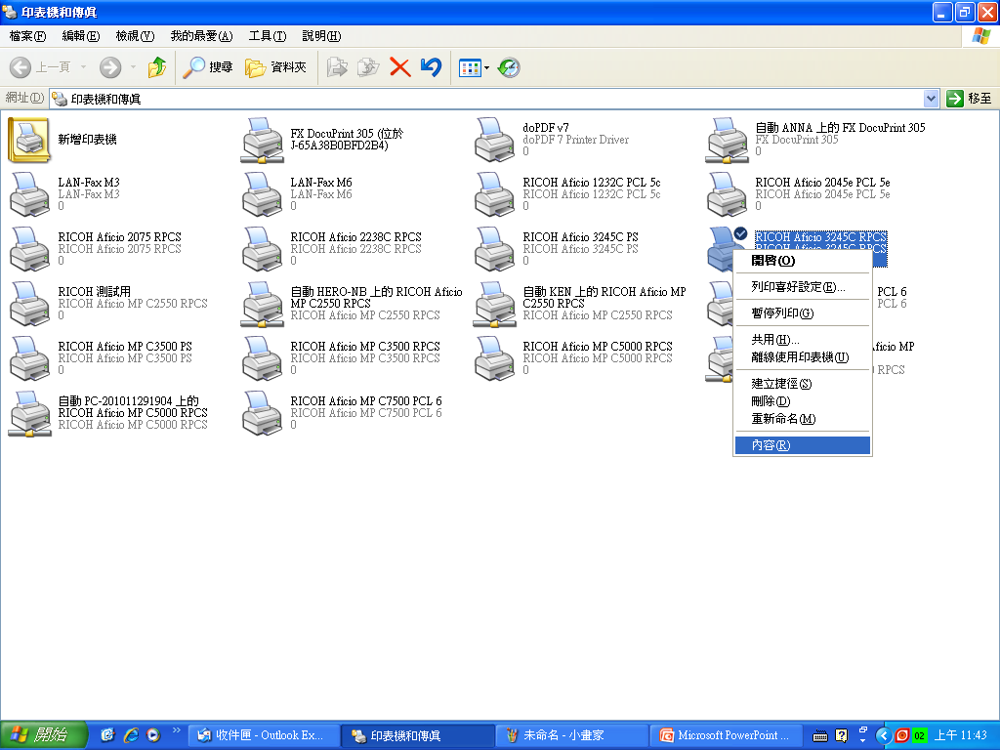 印表機和傳真
檔案(F) 編輯(E) 檢視(V) 我的最愛(A) 工具(T) 說明(H)
上一頁 搜尋 資料夾
網址(D) 印表機和傳真 移至
新增印表機
FX DocuPrint 305 (位於
J-65A38B0BFD2B4)
doPDF v7
doPDF 7 Printer Driver
0
自動 ANNA 上的 FX DocuPrint 305
FX DocuPrint 305
0
LAN-Fax M3
LAN-Fax M3
0
LAN-Fax M6
LAN-Fax M6
0
RICOH Aficio 1232C PCL 5c
RICOH Aficio 1232C PCL 5c
0
RICOH Aficio 2045e PCL 5e
RICOH Aficio 2045e PCL 5e
0
RICOH Aficio 2075 RPCS
RICOH Aficio 2075 RPCS
0
RICOH Aficio 2238C RPCS
RICOH Aficio 2238C RPCS
0
RICOH Aficio 3245C PS
RICOH Aficio 3245C PS
0
RICOH Aficio 3245C RPCS
RICOH Aficio 3245C RPCS
RICOH 測試用
RICOH Aficio MP C2550 RPCS
0
自動 HERO-NB 上的 RICOH Aficio
MP C2550 RPCS
RICOH Aficio MP C2550 RPCS
自動 KEN 上的 RICOH Aficio MP
C2550 RPCS
RICOH Aficio MP C2550 RPCS
PCL 6
PCL 6
RICOH Aficio MP C3500 PS
RICOH Aficio MP C3500 PS
0
RICOH Aficio MP C3500 RPCS
RICOH Aficio MP C3500 RPCS
0
RICOH Aficio MP C5000 RPCS
RICOH Aficio MP C5000 RPCS
0
Aficio MP
RPCS
自動 PC-201011291904 上的
RICOH Aficio MP C5000 RPCS
RICOH Aficio MP C5000 RPCS
RICOH Aficio MP C7500 PCL 6
RICOH Aficio MP C7500 PCL 6
0
開啟(O)
列印喜好設定(E)...
暫停列印(G)
共用(H)...
離線使用印表機(U)
建立捷徑(S)
刪除(D)
重新命名(M)
內容(R)
開始 收件匣 - Outlook Ex... 印表機和傳真 未命名 - 小畫家 Microsoft PowerPoint ... 02 上午 11:43